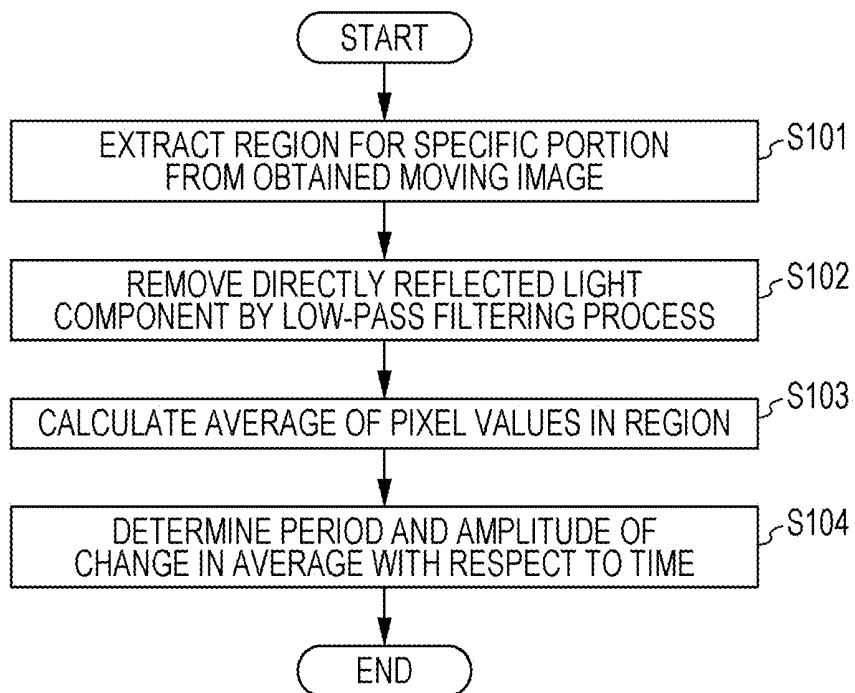 START
EXTRACT REGION FOR SPECIFIC PORTION
FROM OBTAINED MOVING IMAGE
S101
REMOVE DIRECTLY REFLECTED LIGHT
COMPONENT BY LOW-PASS FILTERING PROCESS
S102
CALCULATE AVERAGE OF PIXEL VALUES IN REGION
S103
DETERMINE PERIOD AND AMPLITUDE OF
CHANGE IN AVERAGE WITH RESPECT TO TIME
S104
END